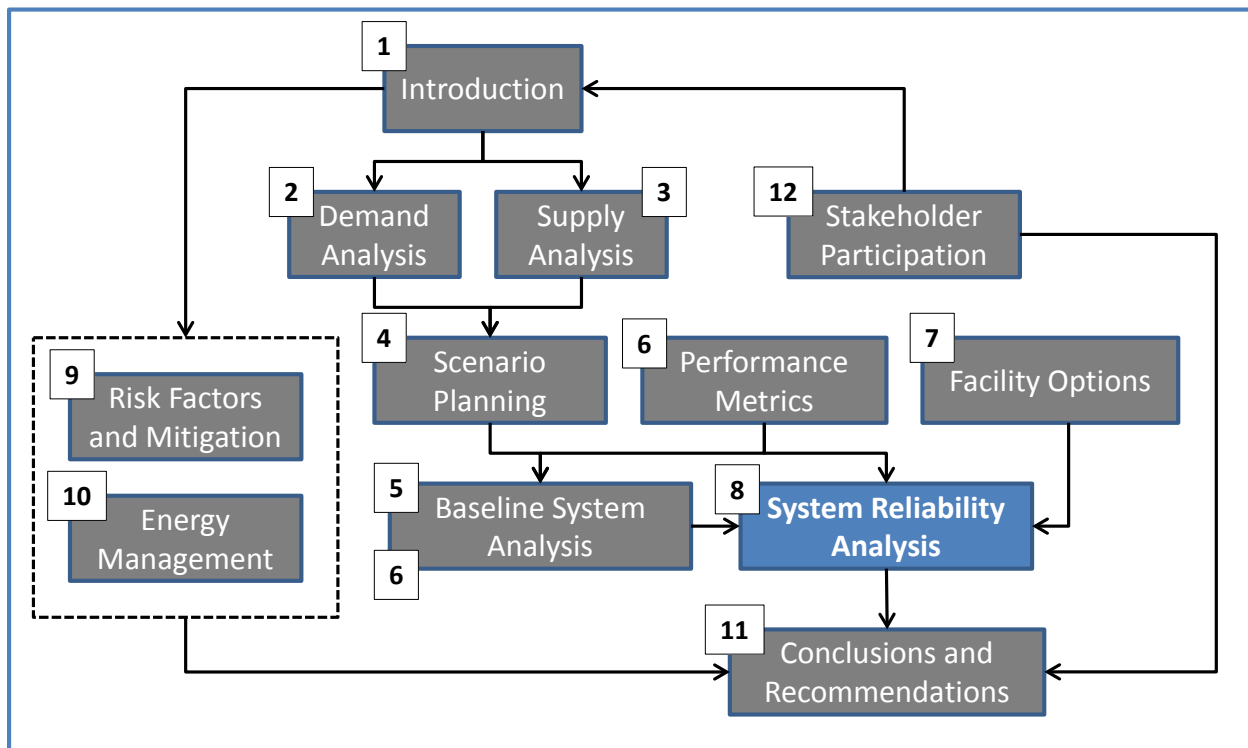 1
Introduction
2
Demand
Analysis
3
Supply
Analysis
12
Stakeholder
Participation
4
Scenario
Planning
6
Performance
Metrics
7
Facility Options
9
Risk Factors
and Mitigation
10
Energy
Management
5
Baseline System
Analysis
6
8
System Reliability
Analysis
11
Conclusions and
Recommendations